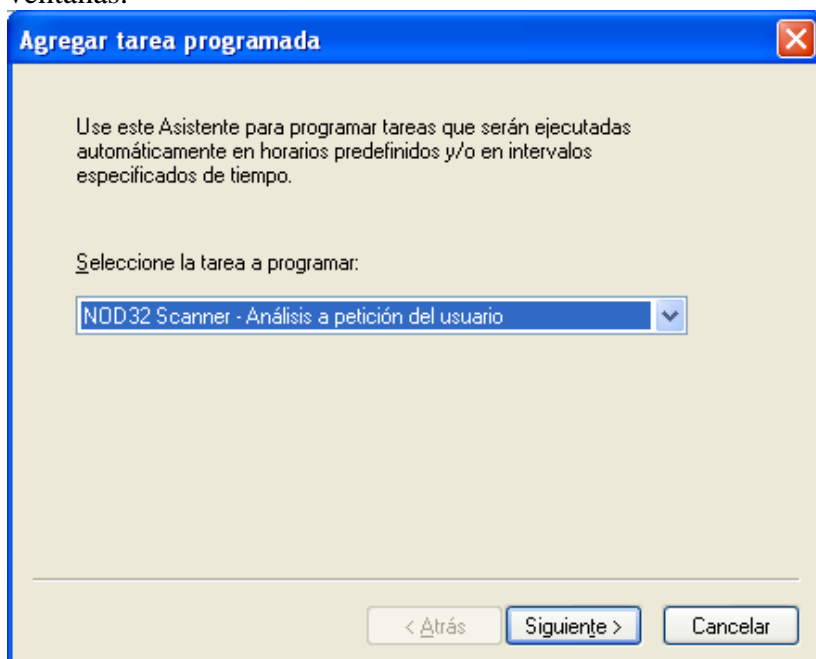 ventanas.
Agregar tarea programada
Use este Asistente para programar tareas que serán ejecutadas
automáticamente en horarios predefinidos y/o en intervalos
especificados de tiempo.
Seleccione la tarea a programar:
NOD32 Scanner - Análisis a petición del usuario
< Atrás Siguiente > Cancelar